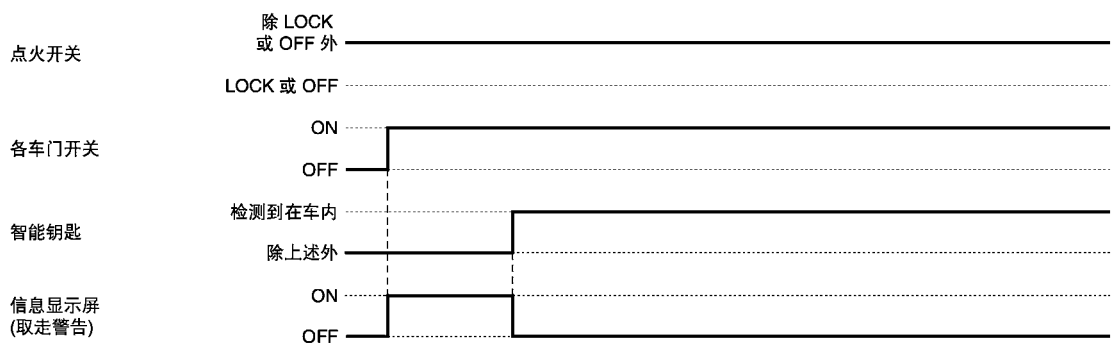 除 LOCK
或 OFF 外
点火开关
LOCK 或 OFF
ON
各车门开关
OFF
检测到在车内
智能钥匙
除上述外
ON
信息显示屏
(取走警告)
OFF